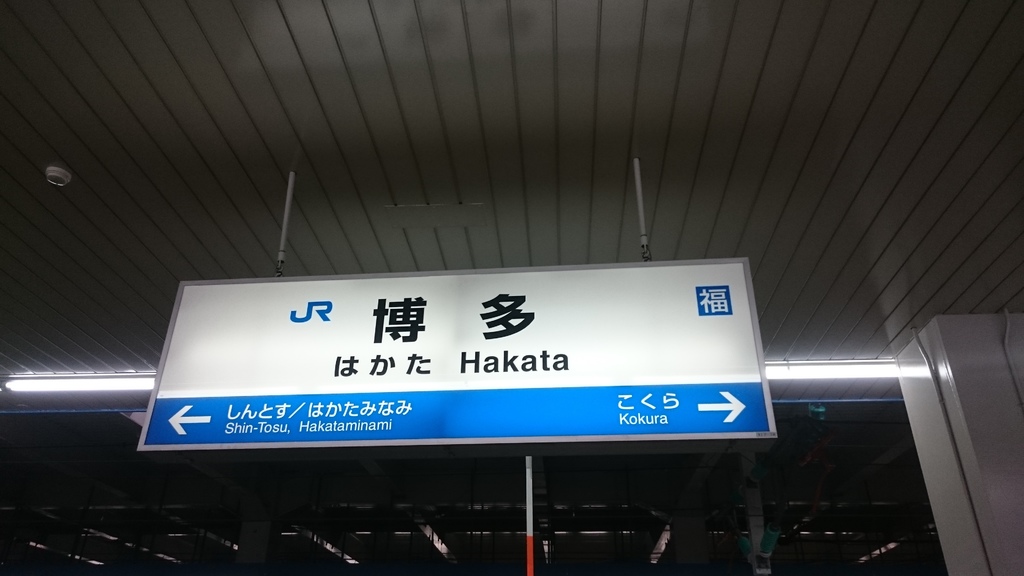 JR 博多 福
はかた Hakata
← しんとす／はかたみなみ こくら →
Shin-Tosu, Hakataminami Kokura